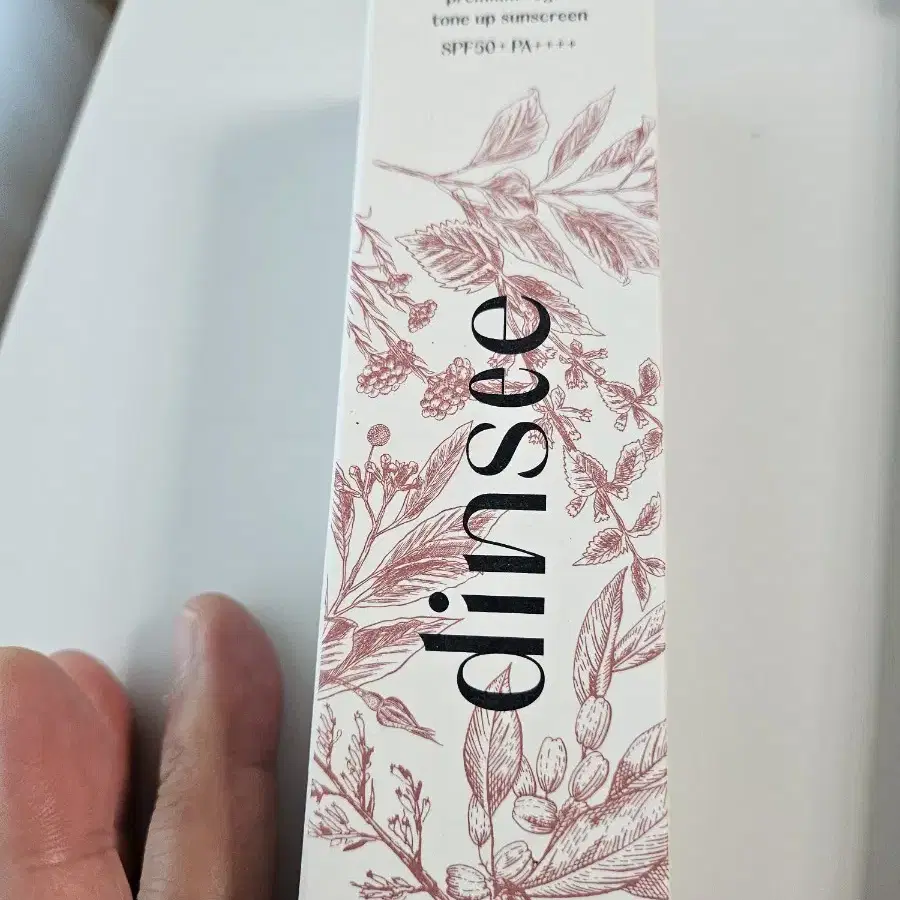 tone up sunscreen
SPF50+ PA++++
dinsee